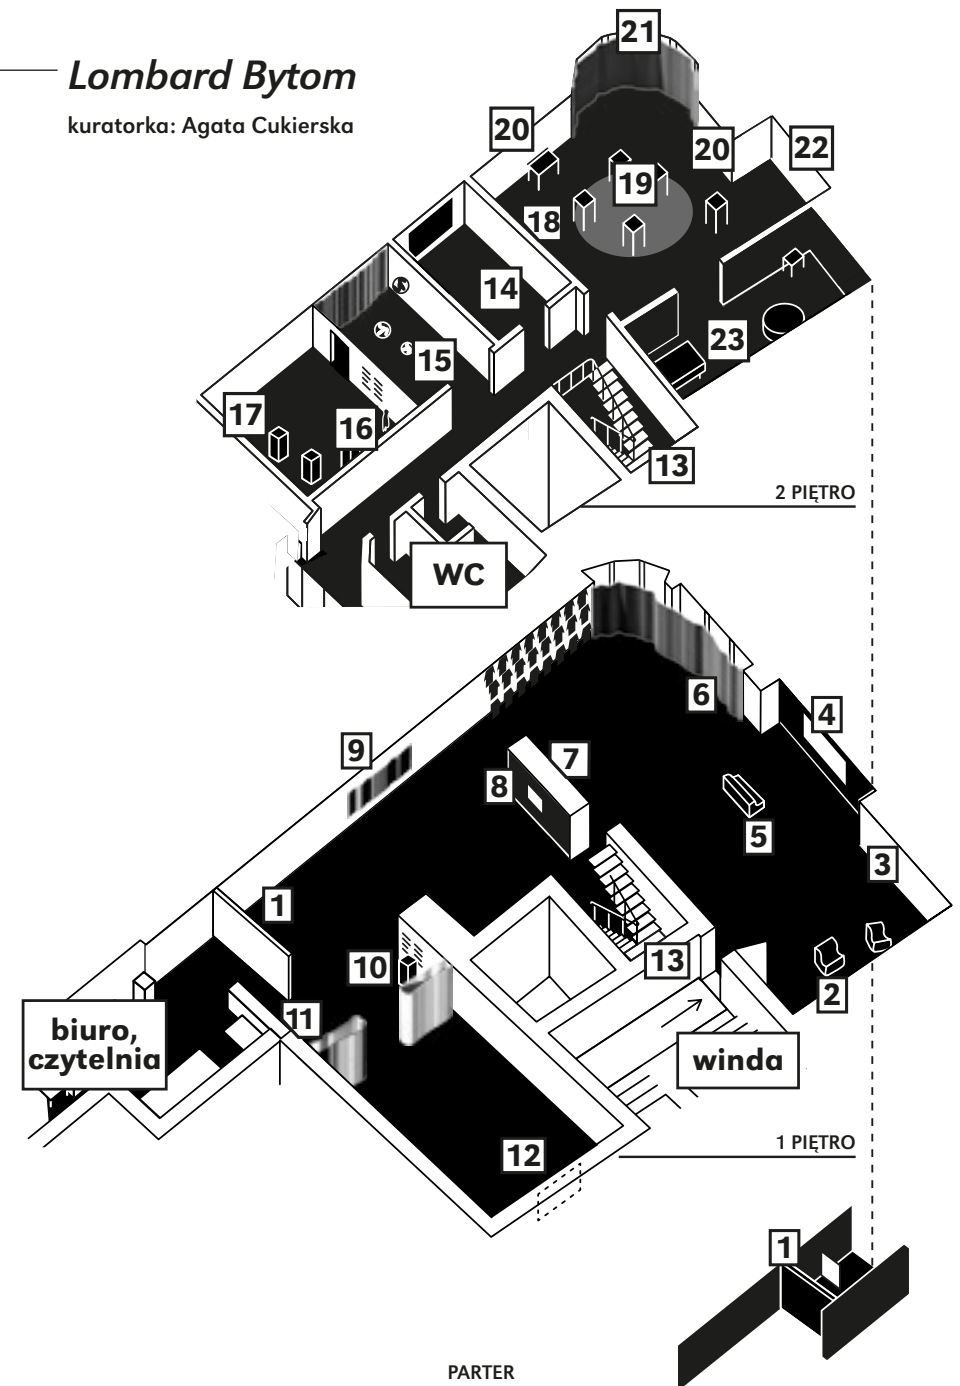 Lombard Bytom
kuratorka: Agata Cukierska
21
20
20
22
19
18
14
15
23
17
16
13
2 PIĘTRO
WC
6
4
9
7
8
5
3
1
10
13
2
11
biuro,
czytelnia
winda
12
1 PIĘTRO
1
PARTER